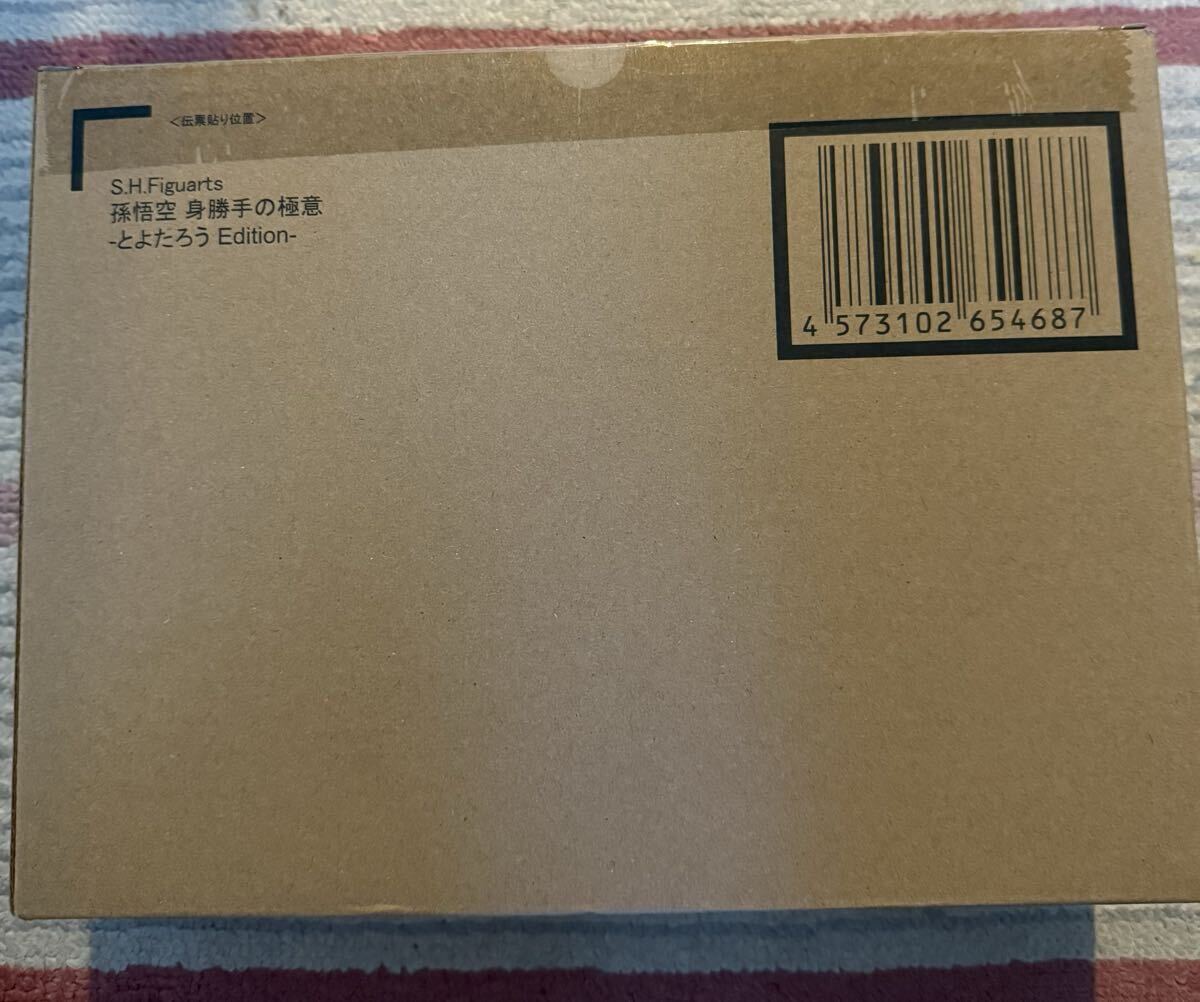 ＜伝票貼り位置＞
S.H.Figuarts
孫悟空 身勝手の極意
-とよたろう Edition-
4 573102 654687